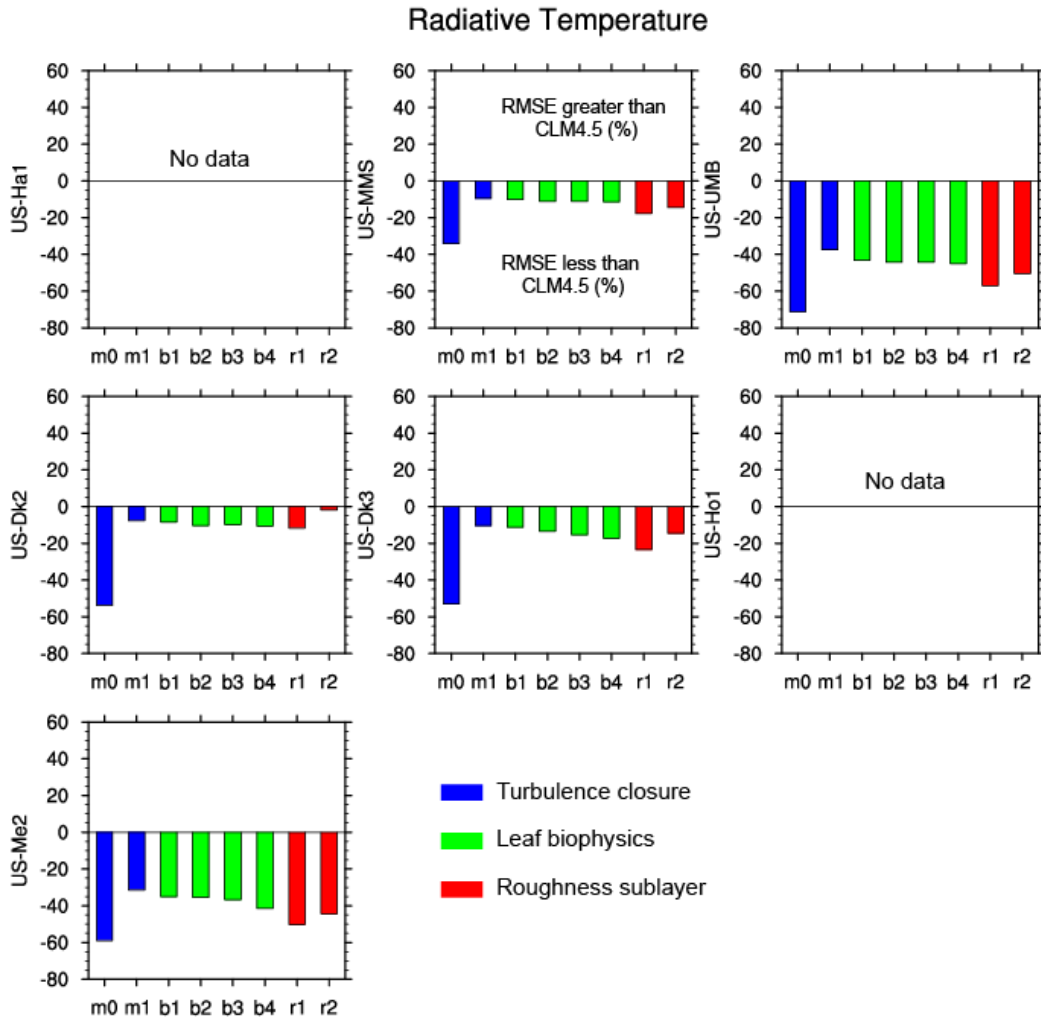 Radiative Temperature
US-Ha1
60
40
20
0
-20
-40
-60
-80
No data
m0 m1 b1 b2 b3 b4 r1 r2
US-MMS
60
40
20
0
-20
-40
-60
-80
RMSE greater than
CLM4.5 (%)
RMSE less than
CLM4.5 (%)
m0 m1 b1 b2 b3 b4 r1 r2
US-UMB
60
40
20
0
-20
-40
-60
-80
m0 m1 b1 b2 b3 b4 r1 r2
US-Dk2
60
40
20
0
-20
-40
-60
-80
m0 m1 b1 b2 b3 b4 r1 r2
US-Dk3
60
40
20
0
-20
-40
-60
-80
m0 m1 b1 b2 b3 b4 r1 r2
US-Ho1
60
40
20
0
-20
-40
-60
-80
No data
m0 m1 b1 b2 b3 b4 r1 r2
US-Me2
60
40
20
0
-20
-40
-60
-80
m0 m1 b1 b2 b3 b4 r1 r2
Turbulence closure
Leaf biophysics
Roughness sublayer